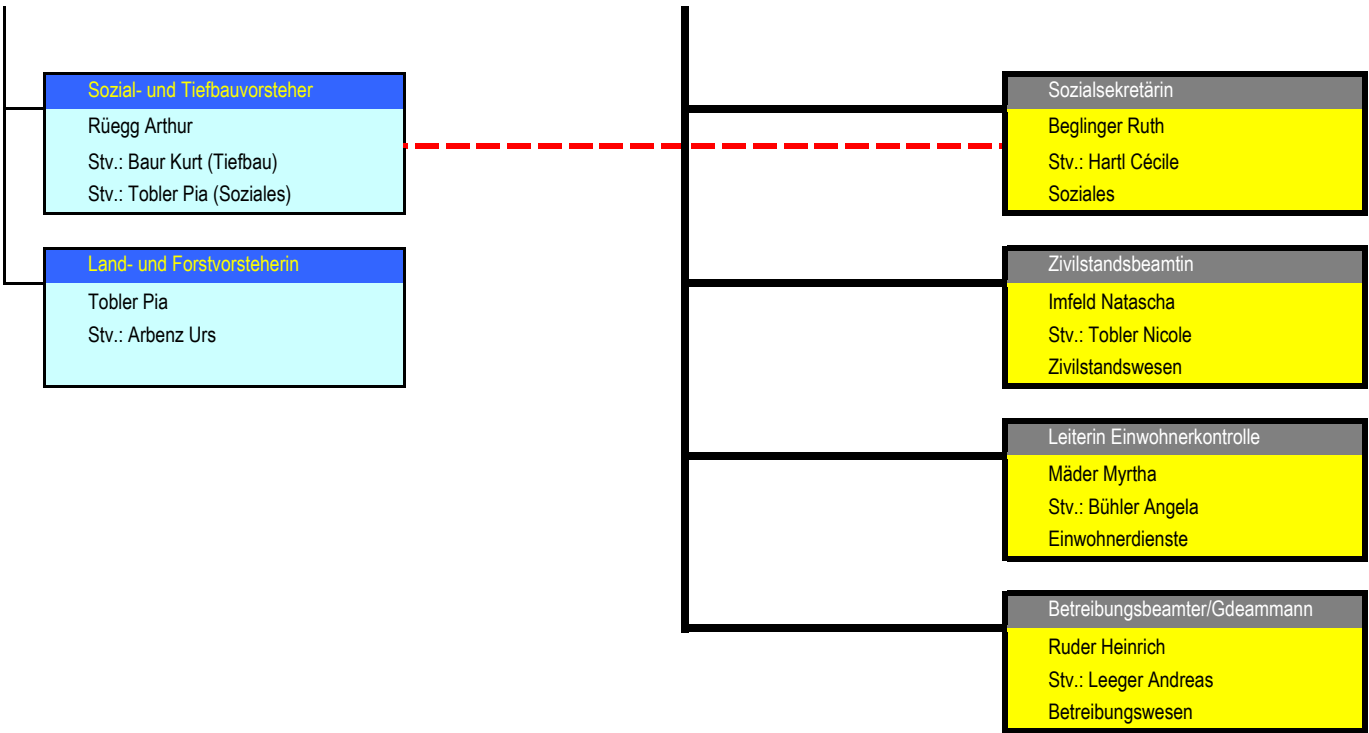 Sozial- und Tiefbauvorsteher
Rüegg Arthur
Stv.: Baur Kurt (Tiefbau)
Stv.: Tobler Pia (Soziales)
Land- und Forstvorsteherin
Tobler Pia
Stv.: Arbenz Urs
Sozialsekretärin
Beglinger Ruth
Stv.: Hartl Cécile
Soziales
Zivilstandsbeamtin
Imfeld Natascha
Stv.: Tobler Nicole
Zivilstandswesen
Leiterin Einwohnerkontrolle
Mäder Myrtha
Stv.: Bühler Angela
Einwohnerdienste
Betreibungsbeamter/Gdeammann
Ruder Heinrich
Stv.: Leeger Andreas
Betreibungswesen